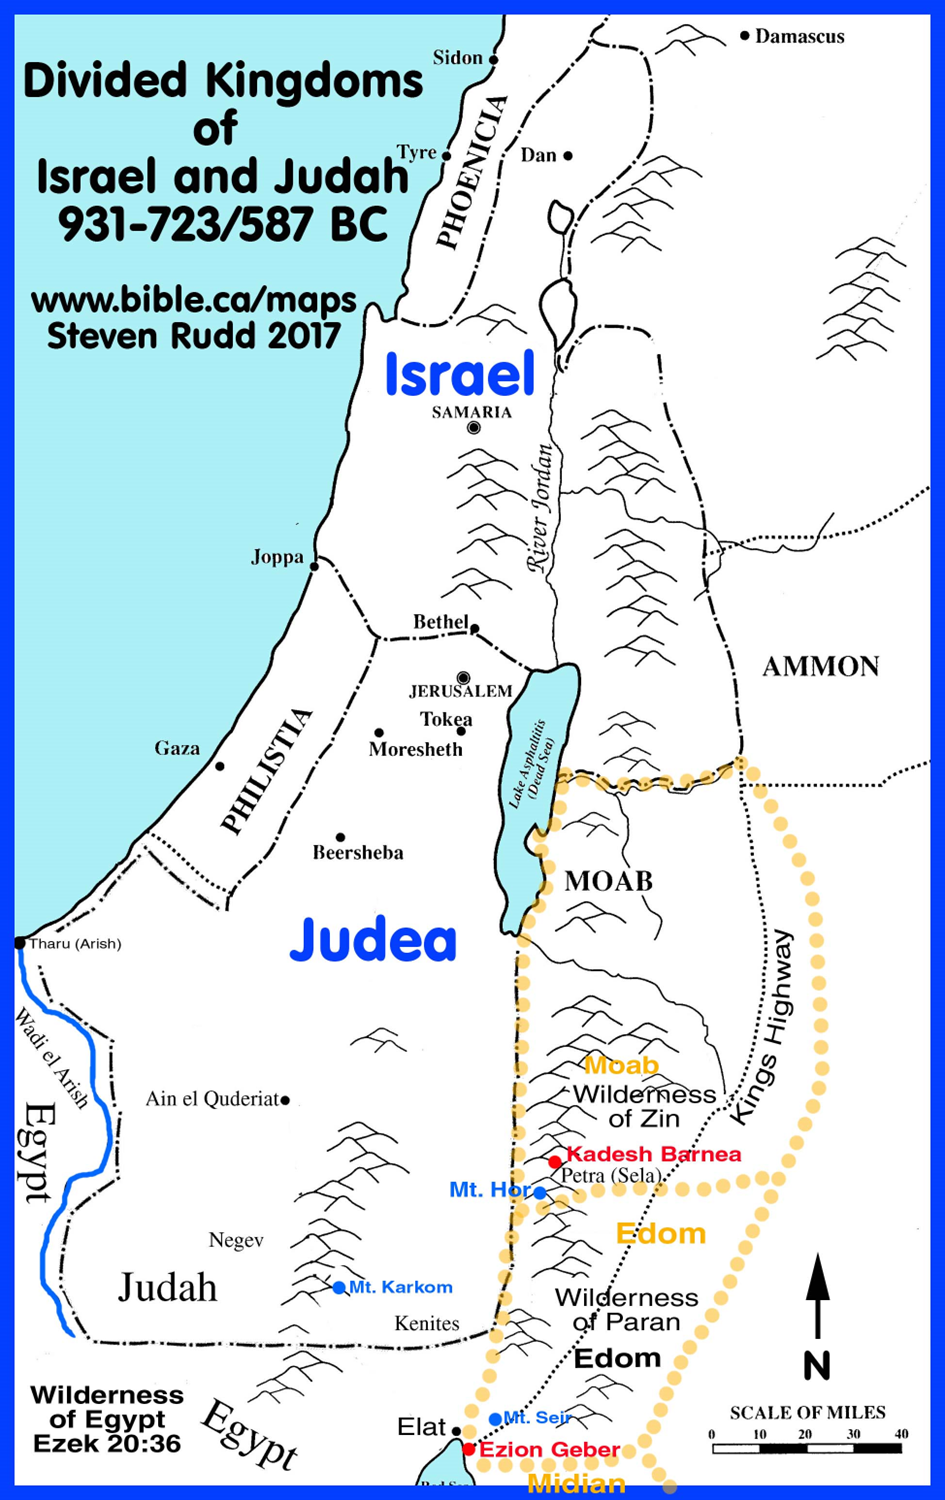 Divided Kingdoms
of
Israel and Judah
931-723/587 BC
www.bible.ca/maps
Steven Rudd 2017
Damascus
Sidon
Tyre
Dan
PHOENICIA
Israel
SAMARIA
River Jordan
Joppa
Bethel
AMMON
JERUSALEM
Tokea
Moresheth
Gaza
PHILISTIA
Lake Asphaltitis
(Dead Sea)
Beersheba
MOAB
Judea
Tharu (Arish)
Kings Highway
Wadi el Arish
Moab
Wilderness
of Zin
Ain el Quderiat
Egypt
Kadesh Barnea
Petra (Sela)
Mt. Hor
Edom
Negev
Judah
Mt. Karkom
Wilderness
of Paran
Kenites
Edom
N
Wilderness
of Egypt
Ezek 20:36
Egypt
Elat
Mt. Seir
Ezion Geber
SCALE OF MILES
0 10 20 30 40
Midian
Red Sea